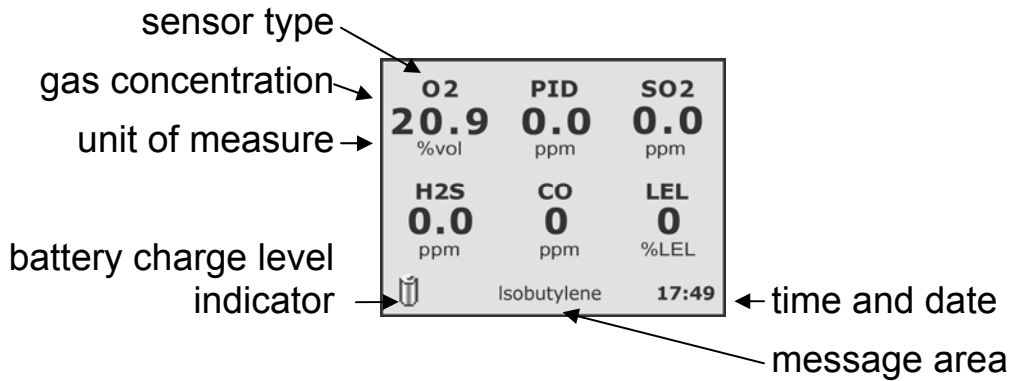 sensor type
gas concentration
unit of measure
O2 PID SO2
20.9 0.0 0.0
%vol ppm ppm
H2S CO LEL
0.0 0 0
ppm ppm %LEL
battery charge level
indicator
Isobutylene 17:49
time and date
message area